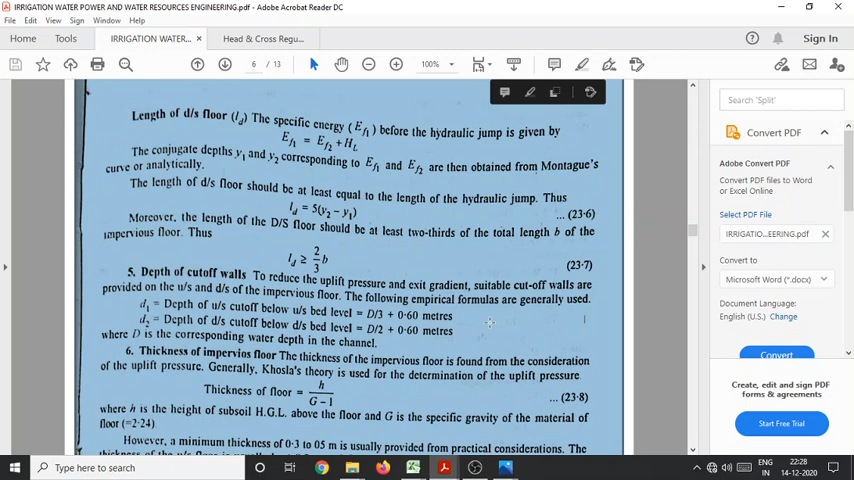 IRRIGATION WATER POWER AND WATER RESOURCES ENGINEERING.pdf - Adobe Acrobat Reader DC
File Edit View Sign Window Help
Home Tools IRRIGATION WATER... × Head & Cross Regu... Sign In
6 / 13 100%
Length of d/s floor (l_d) The specific energy (E_f1) before the hydraulic jump is given by
E_f1 = E_f2 + H_L
The conjugate depths y_1 and y_2 corresponding to E_f1 and E_f2 are then obtained from Montague's
curve or analytically.
The length of d/s floor should be at least equal to the length of the hydraulic jump. Thus
l_d = 5(y_2 − y_1) ...(23·6)
Moreover, the length of the D/S floor should be at least two-thirds of the total length b of the
impervious floor. Thus
l_d ≥ 2/3 b (23·7)
5. Depth of cutoff walls To reduce the uplift pressure and exit gradient, suitable cut-off walls are
provided on the u/s and d/s of the impervious floor. The following empirical formulas are generally used.
d_1 = Depth of u/s cutoff below u/s bed level = D/3 + 0·60 metres
d_2 = Depth of d/s cutoff below d/s bed level = D/2 + 0·60 metres
where D is the corresponding water depth in the channel.
6. Thickness of impervios floor The thickness of the impervious floor is found from the consideration
of the uplift pressure. Generally, Khosla's theory is used for the determination of the uplift pressure
Thickness of floor = h/(G−1) ...(23·8)
where h is the height of subsoil H.G.L. above the floor and G is the specific gravity of the material of
floor (=2·24)
However, a minimum thickness of 0·3 to 05 m is usually provided from practical considerations. The
Search 'Split'
Convert PDF
Adobe Convert PDF
Convert PDF Files to Word
or Excel Online
Select PDF File
IRRIGATIO...EERING.pdf ×
Convert to
Microsoft Word (*.docx)
Document Language:
English (U.S.) Change
Convert
Create, edit and sign PDF
forms & agreements
Start Free Trial
Type here to search
ENG
IN
22:28
14-12-2020